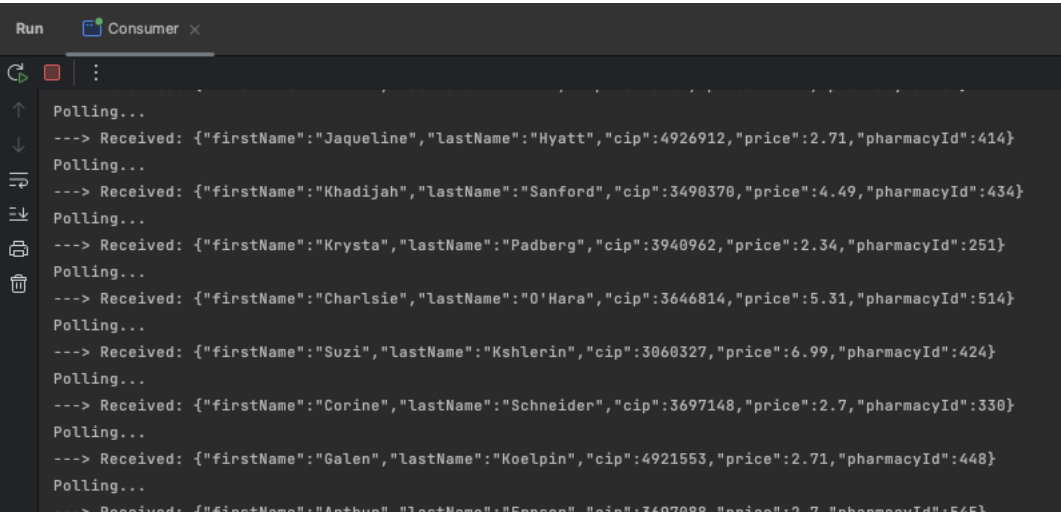 Run Consumer
Polling...
---> Received: {"firstName":"Jaqueline","lastName":"Hyatt","cip":4926912,"price":2.71,"pharmacyId":414}
Polling...
---> Received: {"firstName":"Khadijah","lastName":"Sanford","cip":3490370,"price":4.49,"pharmacyId":434}
Polling...
---> Received: {"firstName":"Krysta","lastName":"Padberg","cip":3940962,"price":2.34,"pharmacyId":251}
Polling...
---> Received: {"firstName":"Charlsie","lastName":"O'Hara","cip":3646814,"price":5.31,"pharmacyId":514}
Polling...
---> Received: {"firstName":"Suzi","lastName":"Kshlerin","cip":3060327,"price":6.99,"pharmacyId":424}
Polling...
---> Received: {"firstName":"Corine","lastName":"Schneider","cip":3697148,"price":2.7,"pharmacyId":330}
Polling...
---> Received: {"firstName":"Galen","lastName":"Koelpin","cip":4921553,"price":2.71,"pharmacyId":448}
Polling...